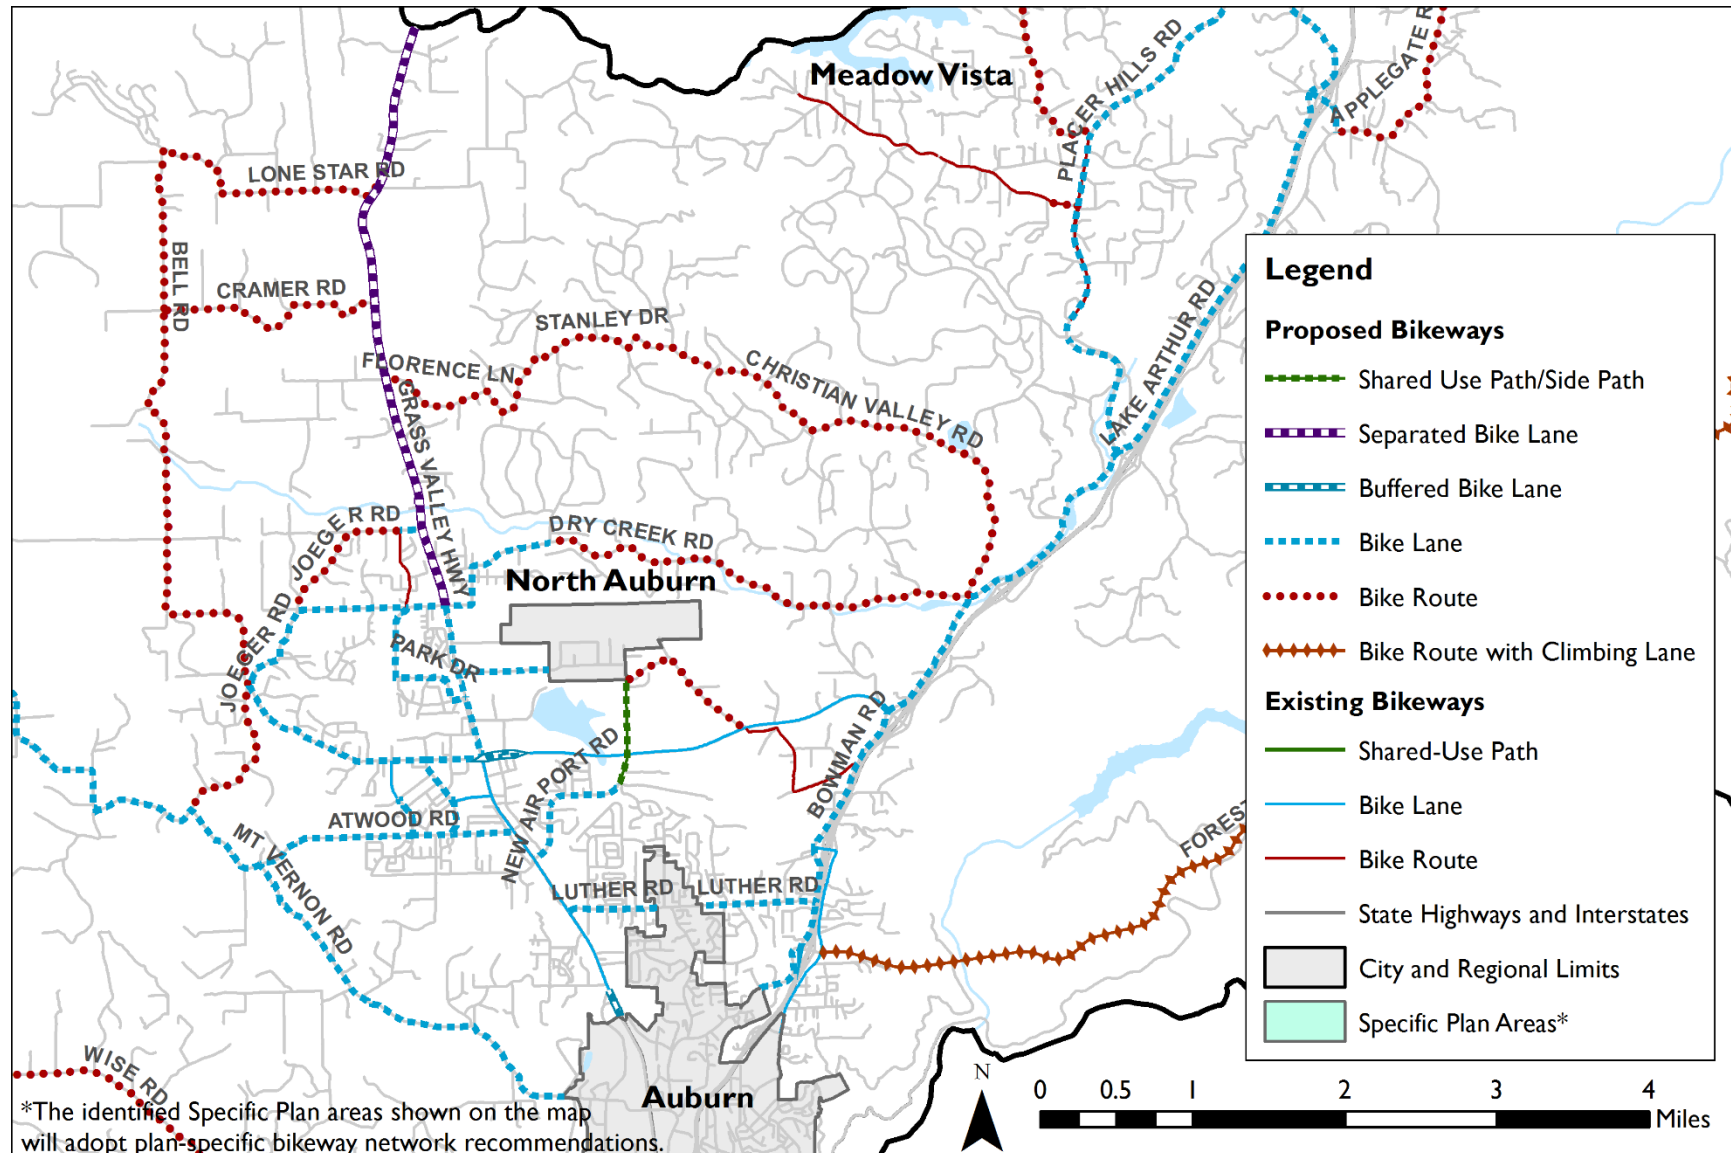 Meadow Vista
PLACER HILLS RD
APPLEGATE R
LONE STAR RD
BELL RD
CRAMER RD
STANLEY DR
FLORENCE LN
CHRISTIAN VALLEY RD
LAKE ARTHUR RD
GRASS VALLEY HWY
JOEGER RD
DRY CREEK RD
North Auburn
JOEGER RD
PARK DR
NEW AIRPORT RD
BOWMAN RD
ATWOOD RD
MT VERNON RD
LUTHER RD
LUTHER RD
FOREST
WISE RD
Auburn
*The identified Specific Plan areas shown on the map
will adopt plan-specific bikeway network recommendations.
Legend
Proposed Bikeways
Shared Use Path/Side Path
Separated Bike Lane
Buffered Bike Lane
Bike Lane
Bike Route
Bike Route with Climbing Lane
Existing Bikeways
Shared-Use Path
Bike Lane
Bike Route
State Highways and Interstates
City and Regional Limits
Specific Plan Areas*
N
0 0.5 1 2 3 4
Miles